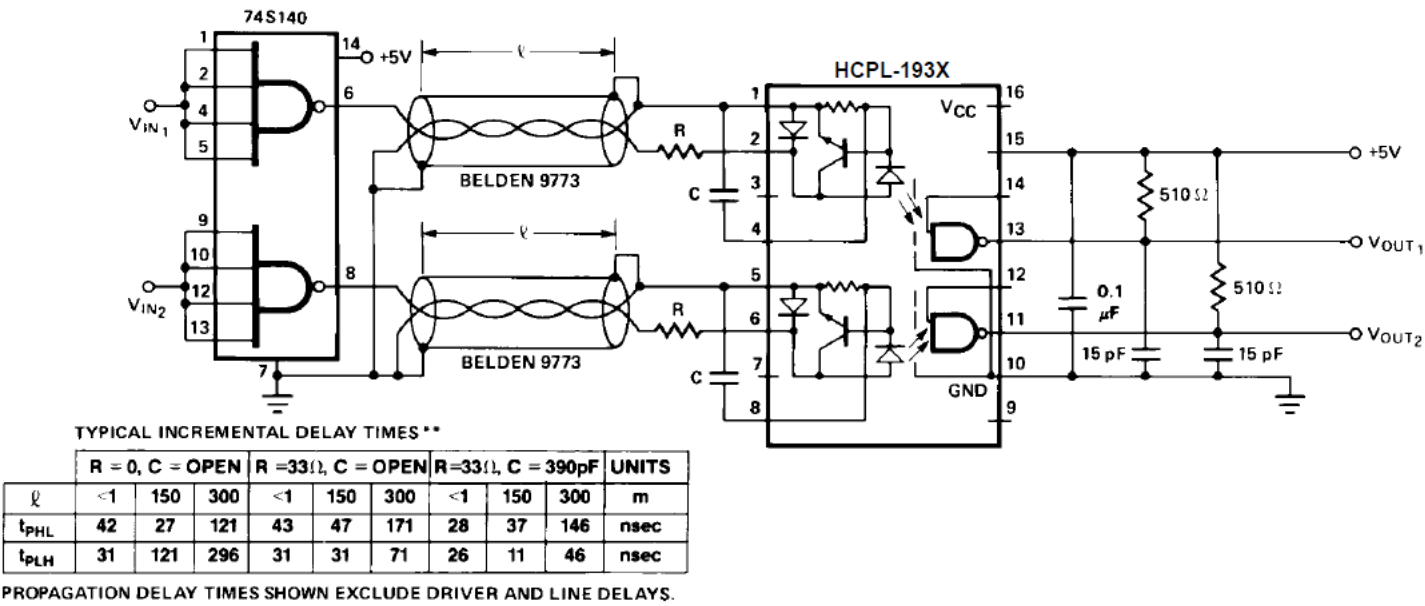 74S140
1
2
4
5
14
+5V
6
V_IN1
9
10
12
13
8
V_IN2
7
ℓ
BELDEN 9773
R
C
ℓ
BELDEN 9773
R
C
HCPL-193X
1
2
3
4
5
6
7
8
VCC
16
15
14
13
12
11
10
GND
9
+5V
510 Ω
VOUT1
510 Ω
0.1
μF
VOUT2
15 pF
15 pF
TYPICAL INCREMENTAL DELAY TIMES**
R = 0, C = OPEN R = 33Ω, C = OPEN R=33Ω, C = 390pF UNITS
ℓ <1 150 300 <1 150 300 <1 150 300 m
tPHL 42 27 121 43 47 171 28 37 146 nsec
tPLH 31 121 296 31 31 71 26 11 46 nsec
PROPAGATION DELAY TIMES SHOWN EXCLUDE DRIVER AND LINE DELAYS.